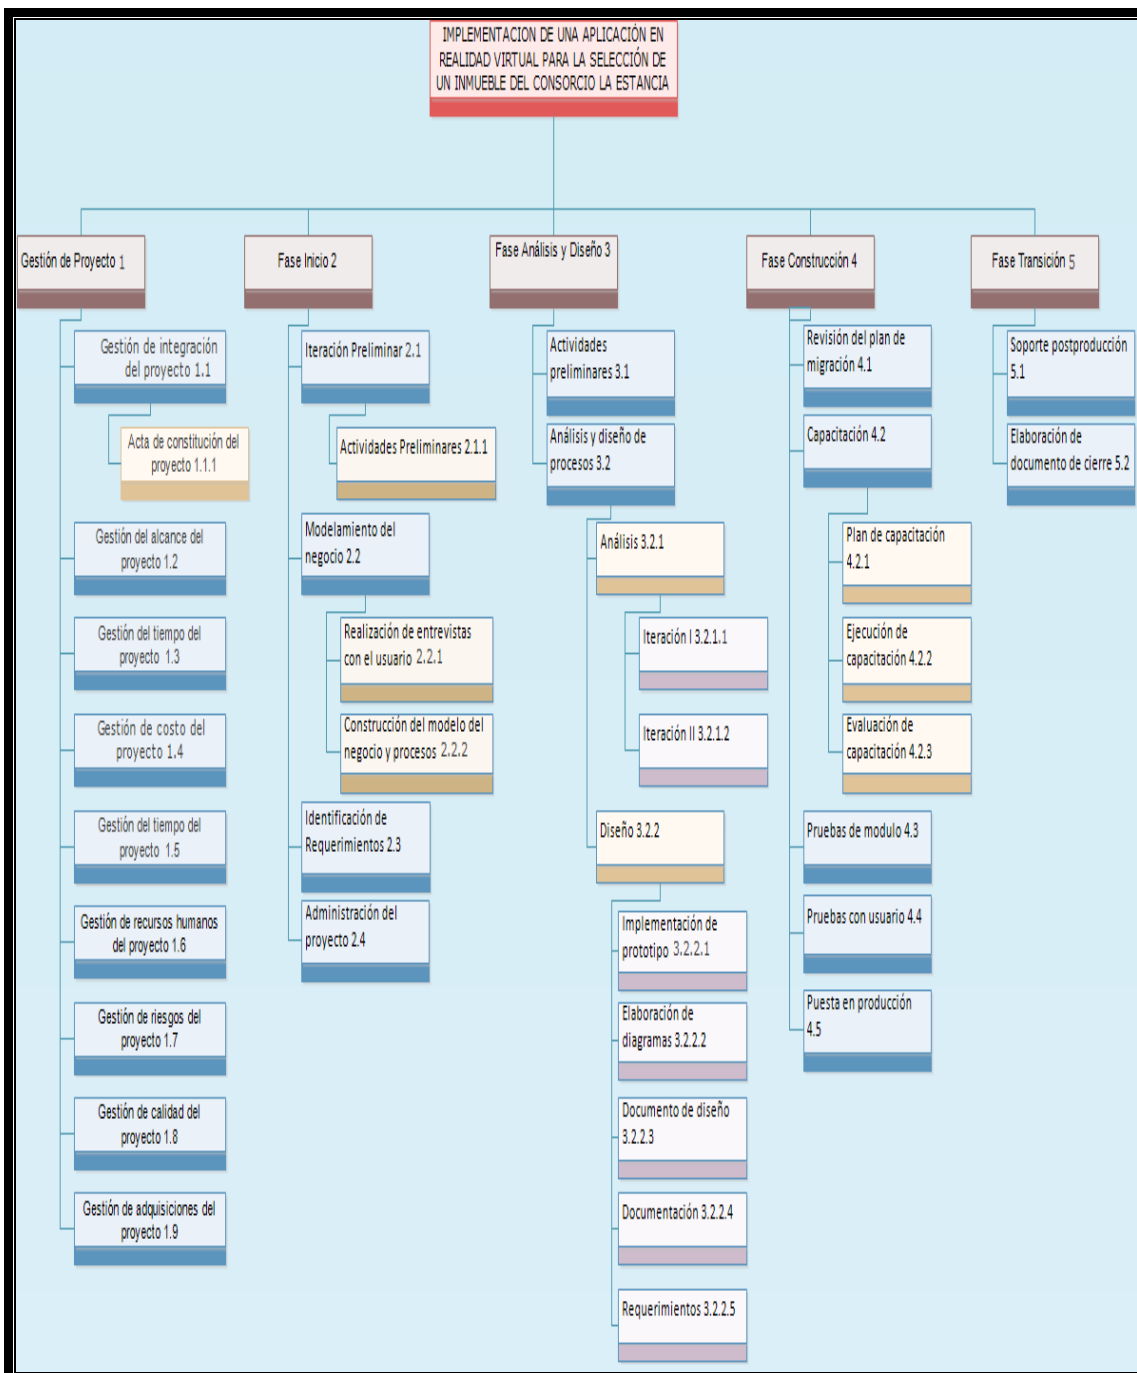 IMPLEMENTACION DE UNA APLICACIÓN EN
REALIDAD VIRTUAL PARA LA SELECCIÓN DE
UN INMUEBLE DEL CONSORCIO LA ESTANCIA
Gestión de Proyecto 1
Gestión de integración
del proyecto 1.1
Acta de constitución del
proyecto 1.1.1
Gestión del alcance del
proyecto 1.2
Gestión del tiempo del
proyecto 1.3
Gestión de costo del
proyecto 1.4
Gestión del tiempo del
proyecto 1.5
Gestión de recursos humanos
del proyecto 1.6
Gestión de riesgos del
proyecto 1.7
Gestión de calidad del
proyecto 1.8
Gestión de adquisiciones del
proyecto 1.9
Fase Inicio 2
Iteración Preliminar 2.1
Actividades Preliminares 2.1.1
Modelamiento del
negocio 2.2
Realización de entrevistas
con el usuario 2.2.1
Construcción del modelo del
negocio y procesos 2.2.2
Identificación de
Requerimientos 2.3
Administración del
proyecto 2.4
Fase Análisis y Diseño 3
Actividades
preliminares 3.1
Análisis y diseño de
procesos 3.2
Análisis 3.2.1
Iteración I 3.2.1.1
Iteración II 3.2.1.2
Diseño 3.2.2
Implementación de
prototipo 3.2.2.1
Elaboración de
diagramas 3.2.2.2
Documento de diseño
3.2.2.3
Documentación 3.2.2.4
Requerimientos 3.2.2.5
Fase Construcción 4
Revisión del plan de
migración 4.1
Capacitación 4.2
Plan de capacitación
4.2.1
Ejecución de
capacitación 4.2.2
Evaluación de
capacitación 4.2.3
Pruebas de modulo 4.3
Pruebas con usuario 4.4
Puesta en producción
4.5
Fase Transición 5
Soporte postproducción
5.1
Elaboración de
documento de cierre 5.2